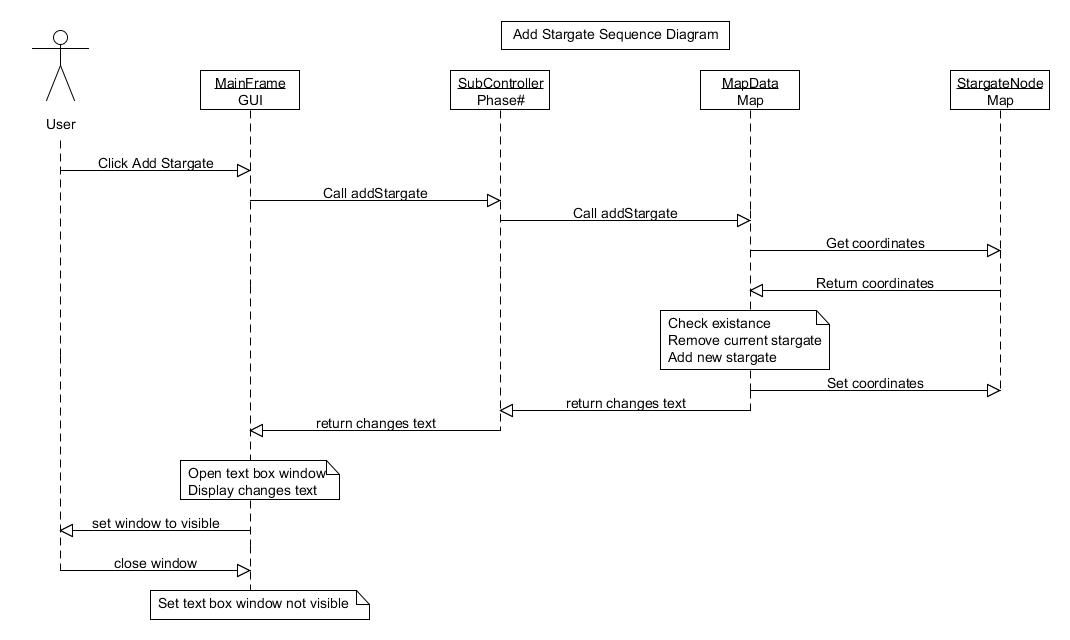 Add Stargate Sequence Diagram
MainFrame
GUI
SubController
Phase#
MapData
Map
StargateNode
Map
User
Click Add Stargate
Call addStargate
Call addStargate
Get coordinates
Return coordinates
Check existance
Remove current stargate
Add new stargate
Set coordinates
return changes text
return changes text
Open text box window
Display changes text
set window to visible
close window
Set text box window not visible